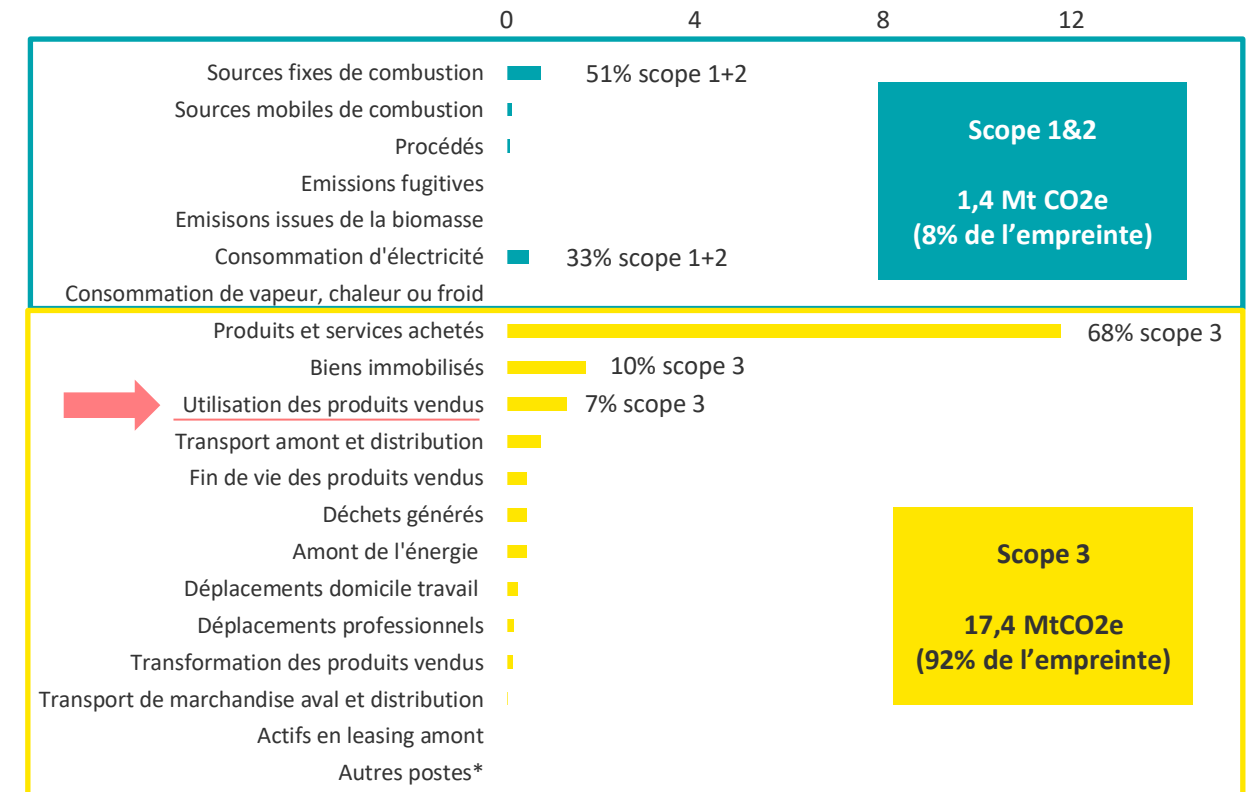 0 4 8 12
Sources fixes de combustion 51% scope 1+2
Sources mobiles de combustion
Procédés
Emissions fugitives
Emisisons issues de la biomasse
Consommation d'électricité 33% scope 1+2
Consommation de vapeur, chaleur ou froid
Scope 1&2
1,4 Mt CO2e
(8% de l’empreinte)
Produits et services achetés 68% scope 3
Biens immobilisés 10% scope 3
Utilisation des produits vendus 7% scope 3
Transport amont et distribution
Fin de vie des produits vendus
Déchets générés
Amont de l'énergie
Déplacements domicile travail
Déplacements professionnels
Transformation des produits vendus
Transport de marchandise aval et distribution
Actifs en leasing amont
Autres postes*
Scope 3
17,4 MtCO2e
(92% de l’empreinte)